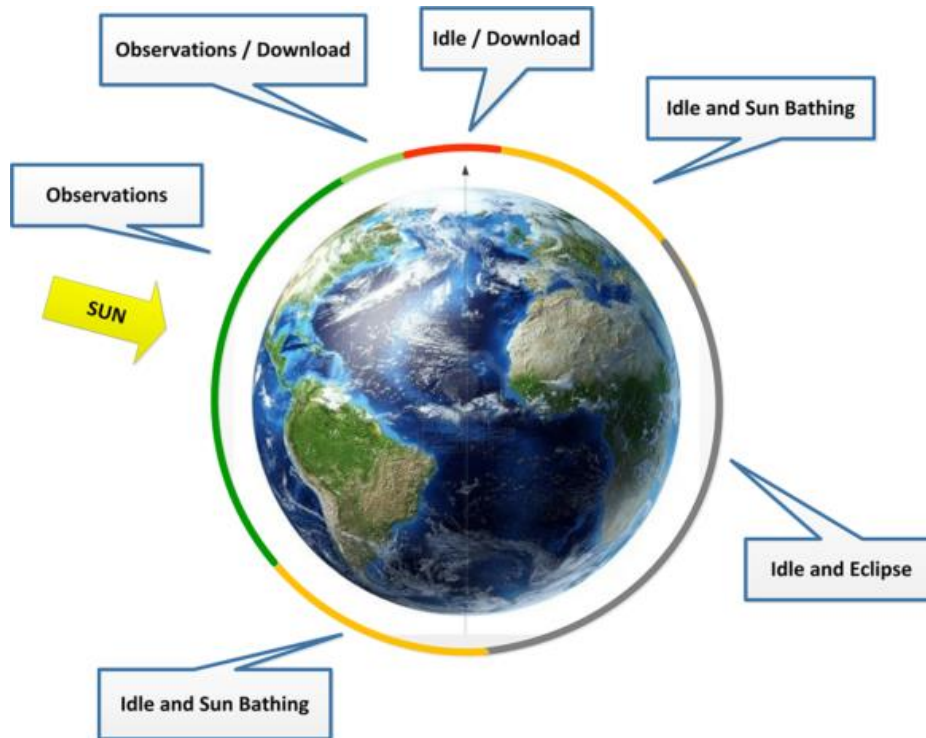 Observations / Download
Idle / Download
Idle and Sun Bathing
Observations
SUN
Idle and Eclipse
Idle and Sun Bathing